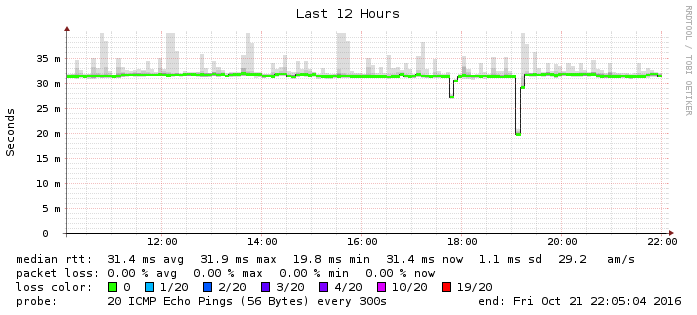 Last 12 Hours
RRDTOOL / TOBI OETIKER
Seconds
35 m
30 m
25 m
20 m
15 m
10 m
5 m
0
12:00 14:00 16:00 18:00 20:00 22:00
median rtt: 31.4 ms avg 31.9 ms max 19.8 ms min 31.4 ms now 1.1 ms sd 29.2 am/s
packet loss: 0.00 % avg 0.00 % max 0.00 % min 0.00 % now
loss color: 0 1/20 2/20 3/20 4/20 10/20 19/20
probe: 20 ICMP Echo Pings (56 Bytes) every 300s end: Fri Oct 21 22:05:04 2016